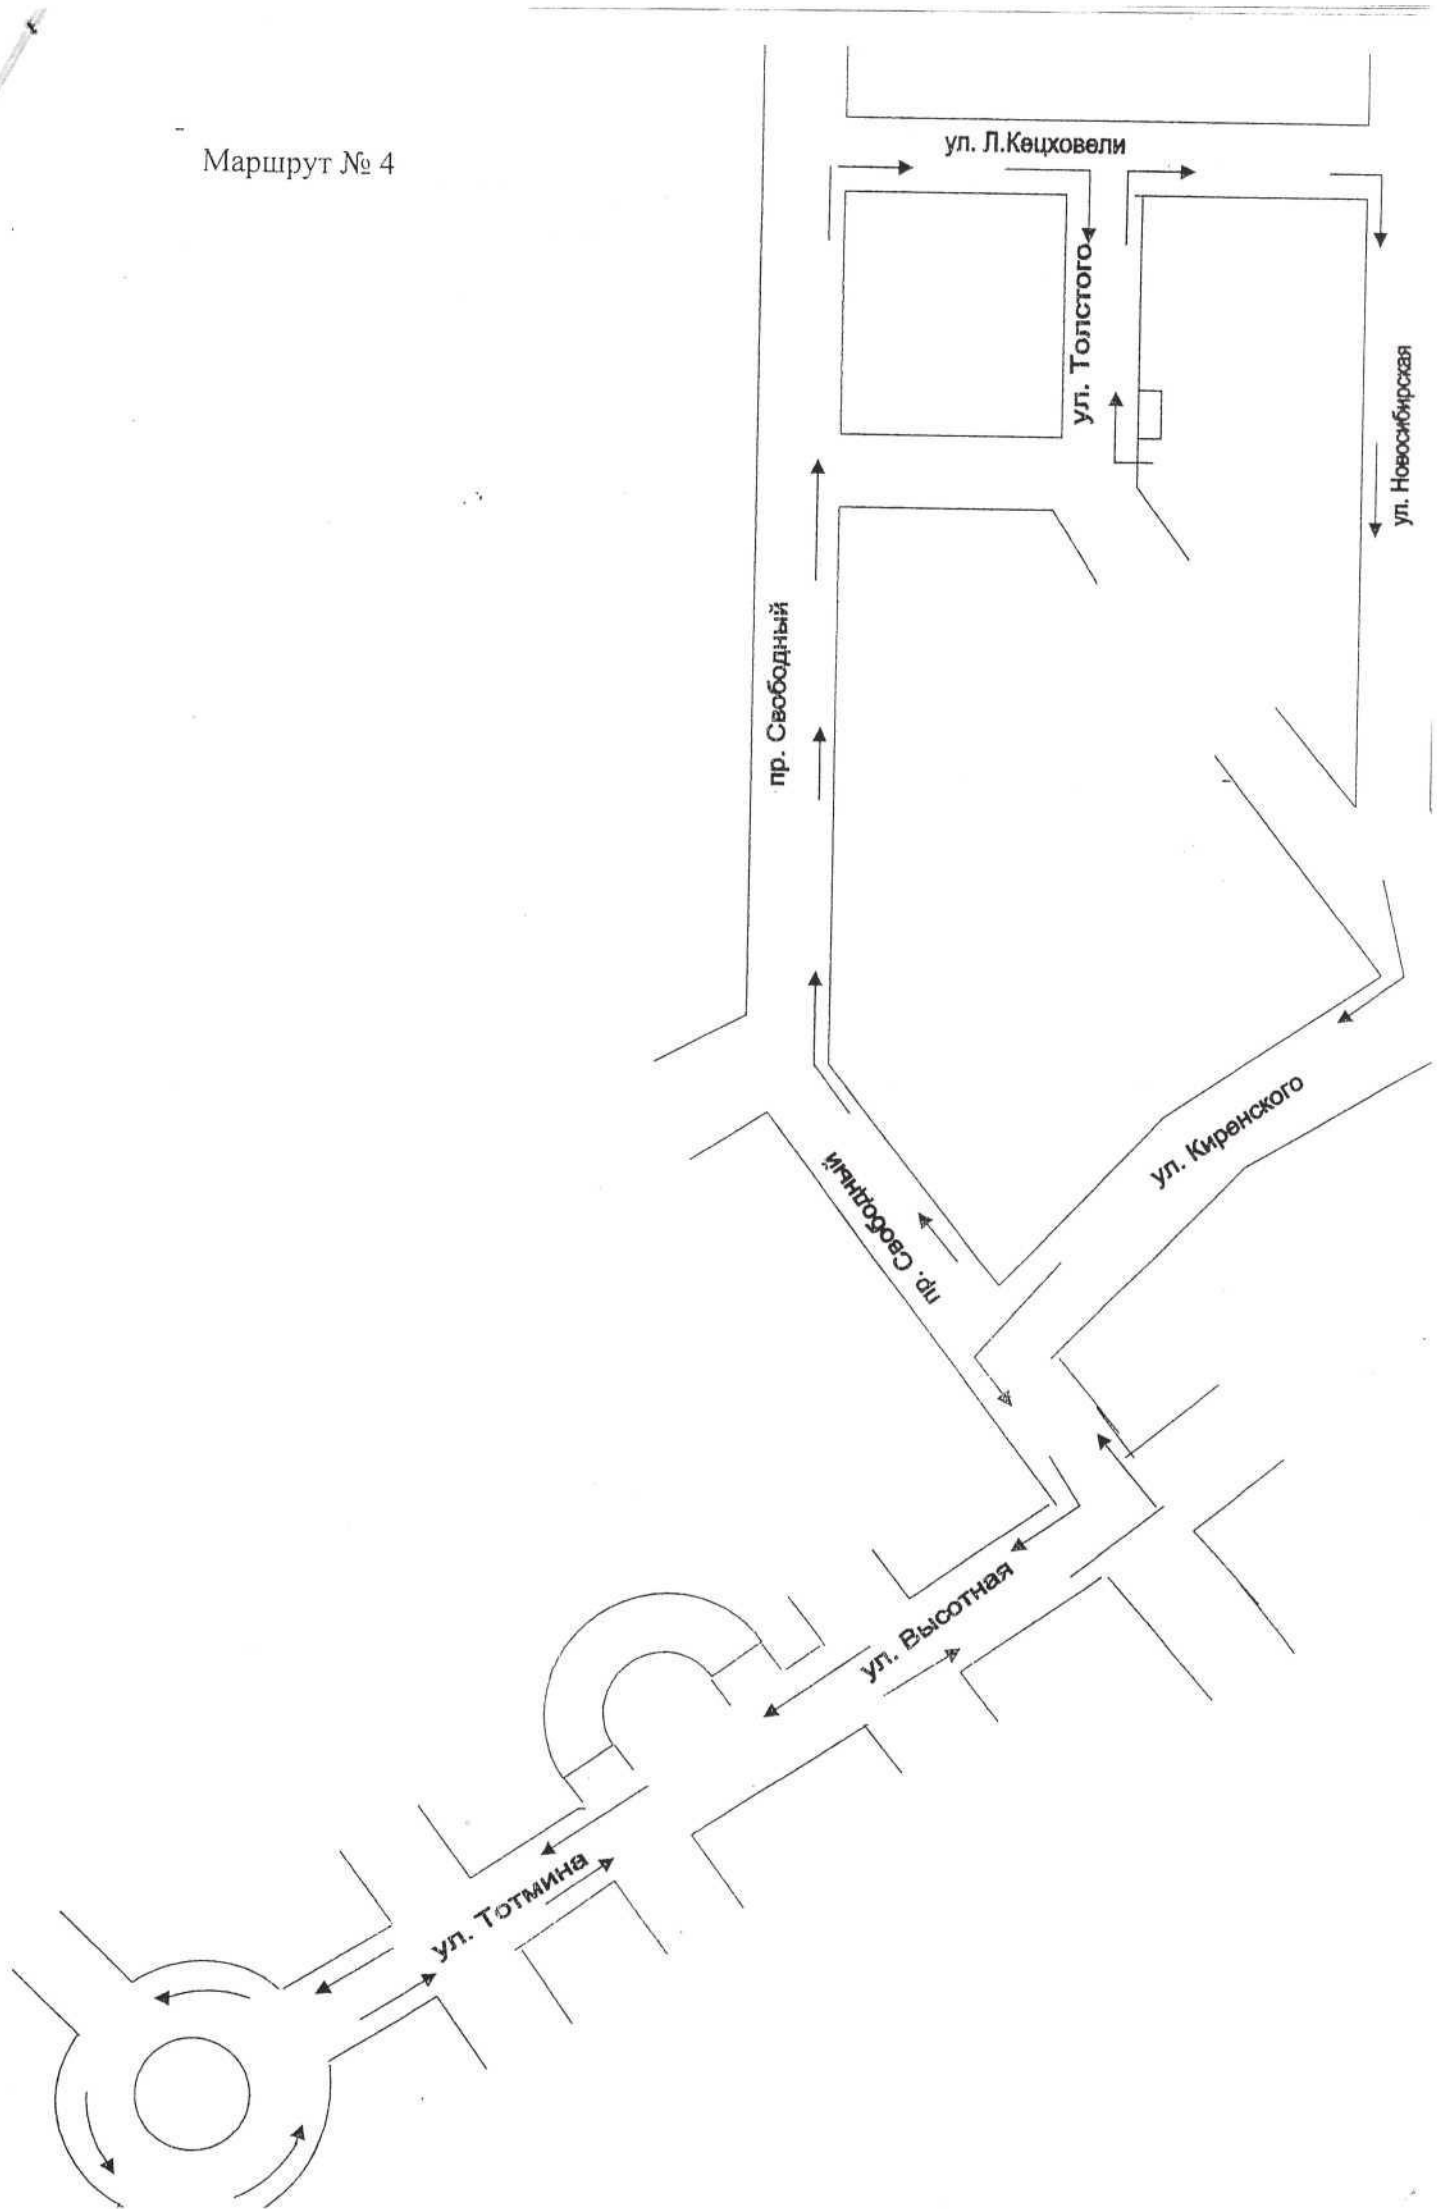 Маршрут № 4
ул. Л.Кецховели
ул. Толстого
ул. Новосибирская
пр. Свободный
пр. Свободный
ул. Киренского
ул. Высотная
ул. Тотмина